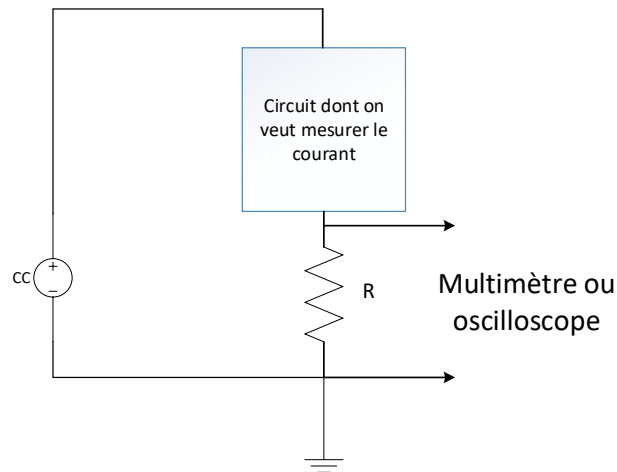 Circuit dont on
veut mesurer le
courant
CC
+
−
R
Multimètre ou
oscilloscope